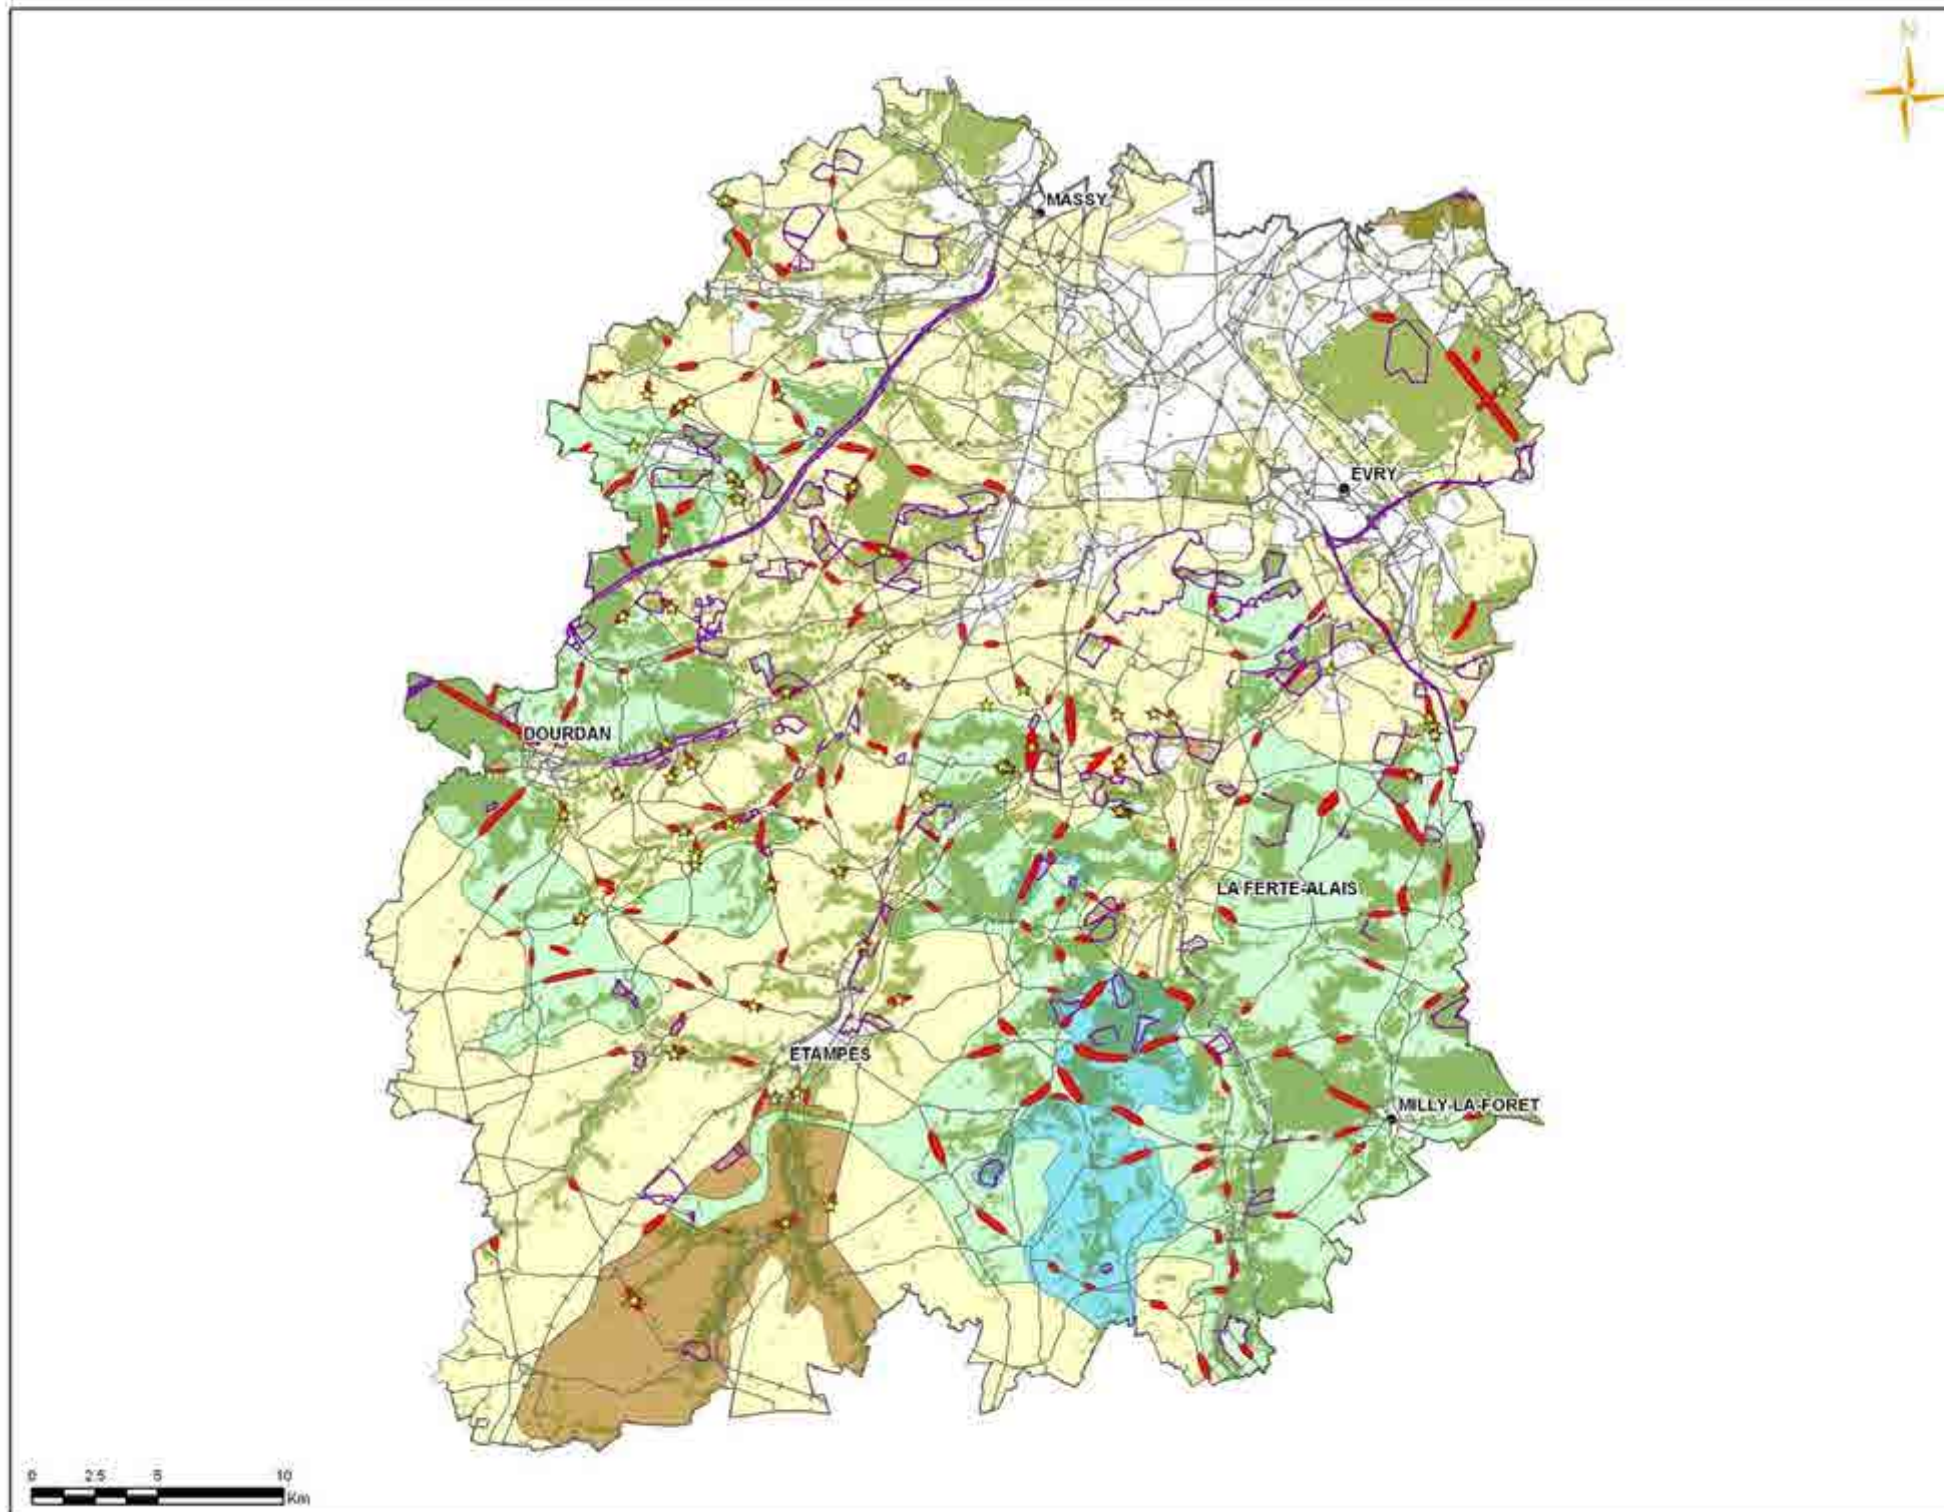 N
MASSY
EVRY
DOURDAN
LA FERTE-ALAIS
ETAMPES
MILLY-LA-FORET
0 2.5 5 10
Km